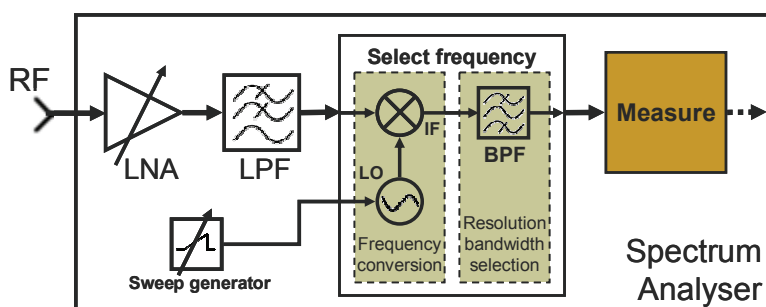 RF
LNA
LPF
Select frequency
IF
LO
BPF
Frequency
conversion
Resolution
bandwidth
selection
Measure
Sweep generator
Spectrum
Analyser